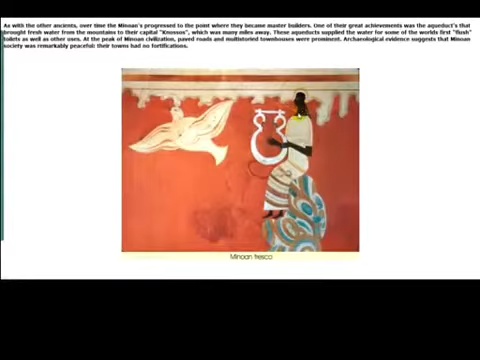 As with the other ancients, over time the Minoan's progressed to the point where they became master builders. One of their great achievements was the aqueduct's that
brought fresh water from the mountains to their capital "Knossos", which was many miles away. These aqueducts supplied the water for some of the worlds first "flush"
toilets as well as other uses. At the peak of Minoan civilization, paved roads and multistoried townhouses were prominent. Archaeological evidence suggests that Minoan
society was remarkably peaceful: their towns had no fortifications.
Minoan fresco